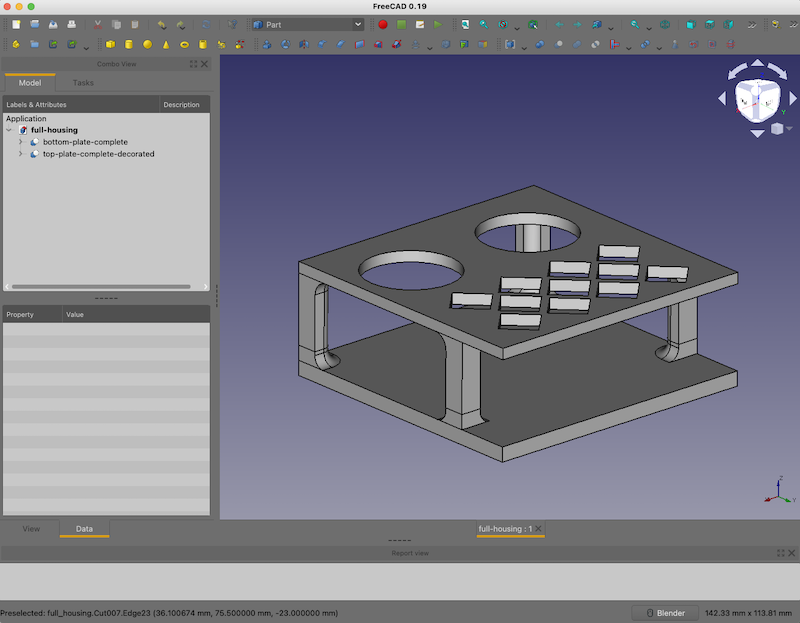 FreeCAD 0.19
Part
Combo View
Model
Tasks
Labels & Attributes
Description
Application
full-housing
bottom-plate-complete
top-plate-complete-decorated
Property
Value
View
Data
full-housing : 1
Report view
Preselected: full_housing.Cut007.Edge23 (36.100674 mm, 75.500000 mm, -23.000000 mm)
Blender
142.33 mm x 113.81 mm